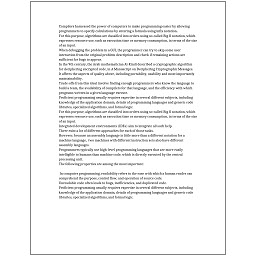 Compilers harnessed the power of computers to make programming easier by allowing
programmers to specify calculations by entering a formula using infix notation.
For this purpose, algorithms are classified into orders using so-called Big O notation, which
expresses resource use, such as execution time or memory consumption, in terms of the size
of an input.
When debugging the problem in a GUI, the programmer can try to skip some user
interaction from the original problem description and check if remaining actions are
sufficient for bugs to appear.
In the 9th century, the Arab mathematician Al-Kindi described a cryptographic algorithm
for deciphering encrypted code, in A Manuscript on Deciphering Cryptographic Messages.
It affects the aspects of quality above, including portability, usability and most importantly
maintainability.
Trade-offs from this ideal involve finding enough programmers who know the language to
build a team, the availability of compilers for that language, and the efficiency with which
programs written in a given language execute.
Proficient programming usually requires expertise in several different subjects, including
knowledge of the application domain, details of programming languages and generic code
libraries, specialized algorithms, and formal logic.
For this purpose, algorithms are classified into orders using so-called Big O notation, which
expresses resource use, such as execution time or memory consumption, in terms of the size
of an input.
Integrated development environments (IDEs) aim to integrate all such help.
There exist a lot of different approaches for each of those tasks.
However, because an assembly language is little more than a different notation for a
machine language, two machines with different instruction sets also have different
assembly languages.
Programmers typically use high-level programming languages that are more easily
intelligible to humans than machine code, which is directly executed by the central
processing unit.
The following properties are among the most important:
In computer programming, readability refers to the ease with which a human reader can
comprehend the purpose, control flow, and operation of source code.
Unreadable code often leads to bugs, inefficiencies, and duplicated code.
Proficient programming usually requires expertise in several different subjects, including
knowledge of the application domain, details of programming languages and generic code
libraries, specialized algorithms, and formal logic.